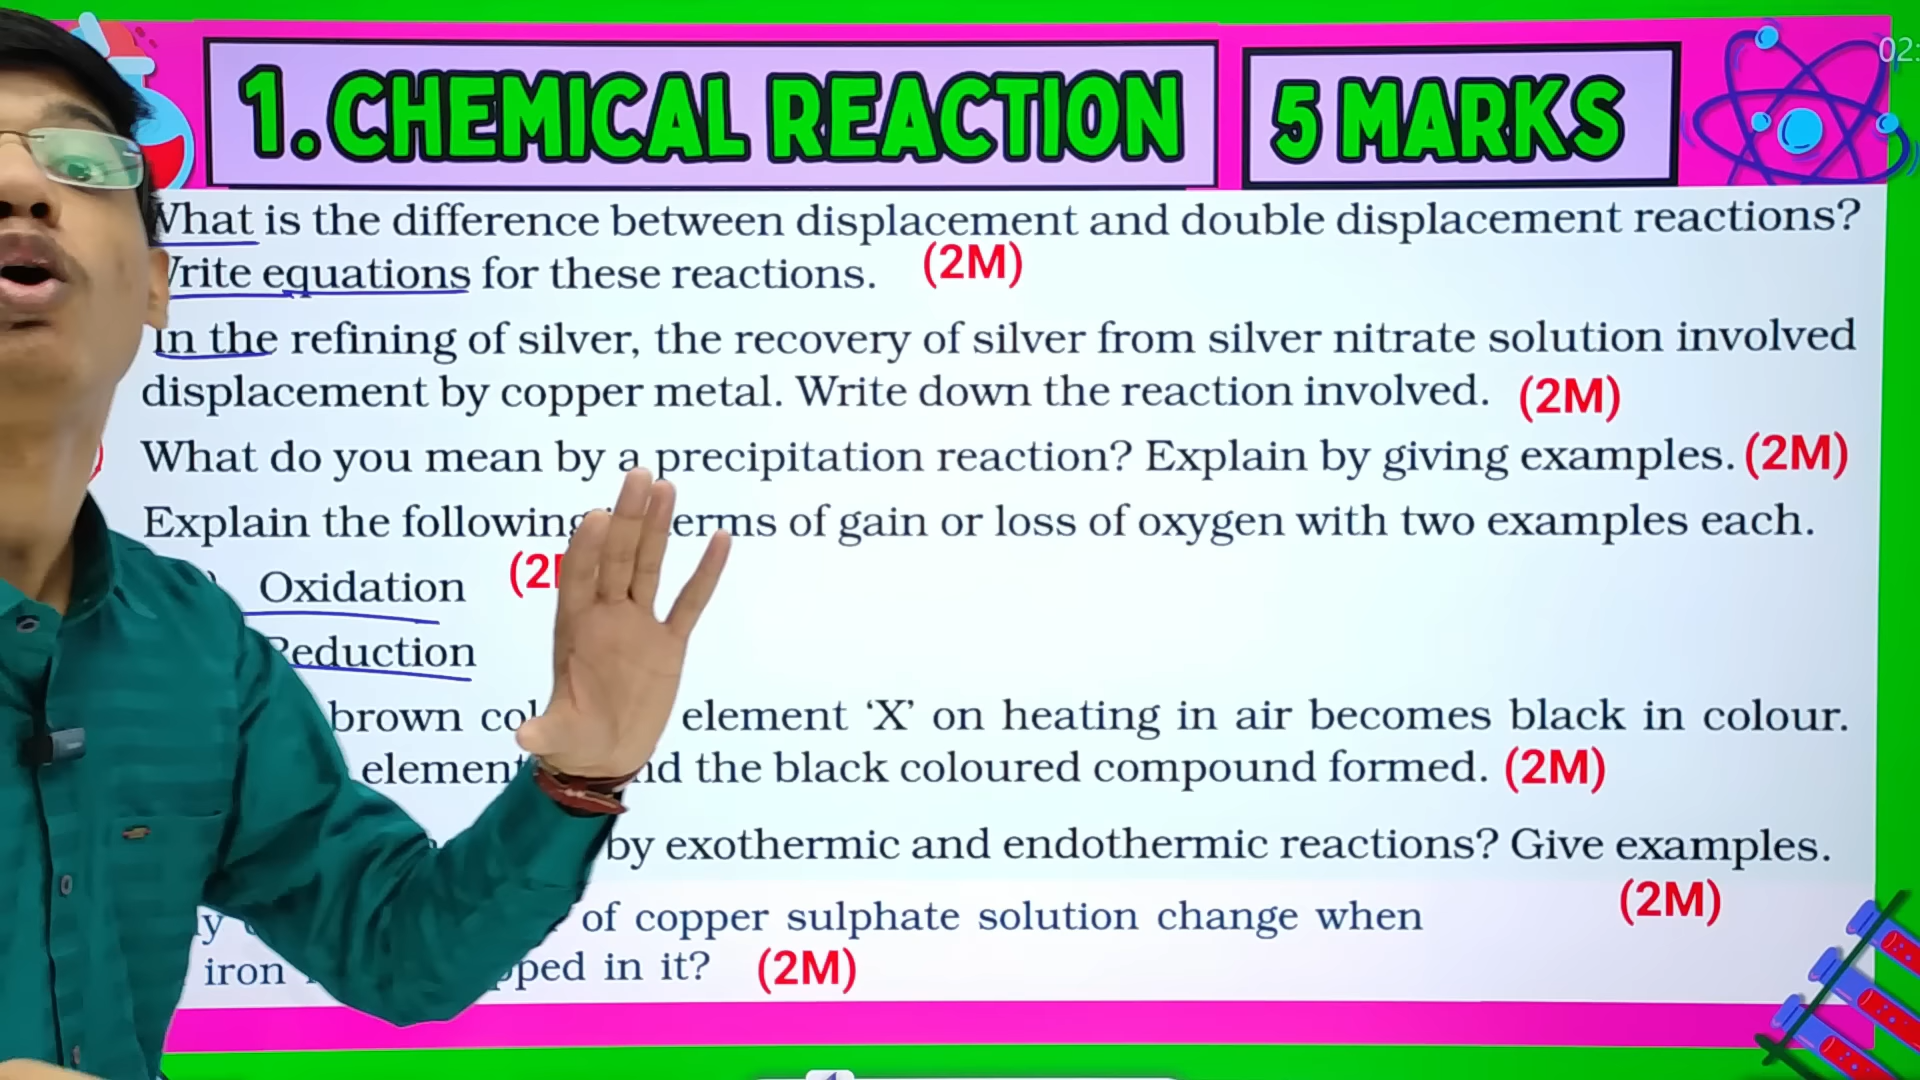 1. CHEMICAL REACTION
5 MARKS
02:
What is the difference between displacement and double displacement reactions?
Write equations for these reactions. (2M)
In the refining of silver, the recovery of silver from silver nitrate solution involved
displacement by copper metal. Write down the reaction involved. (2M)
What do you mean by a precipitation reaction? Explain by giving examples. (2M)
Explain the following terms of gain or loss of oxygen with two examples each.
Oxidation (2
Reduction
brown element ‘X’ on heating in air becomes black in colour.
element and the black coloured compound formed. (2M)
by exothermic and endothermic reactions? Give examples.
(2M)
of copper sulphate solution change when
iron in it? (2M)